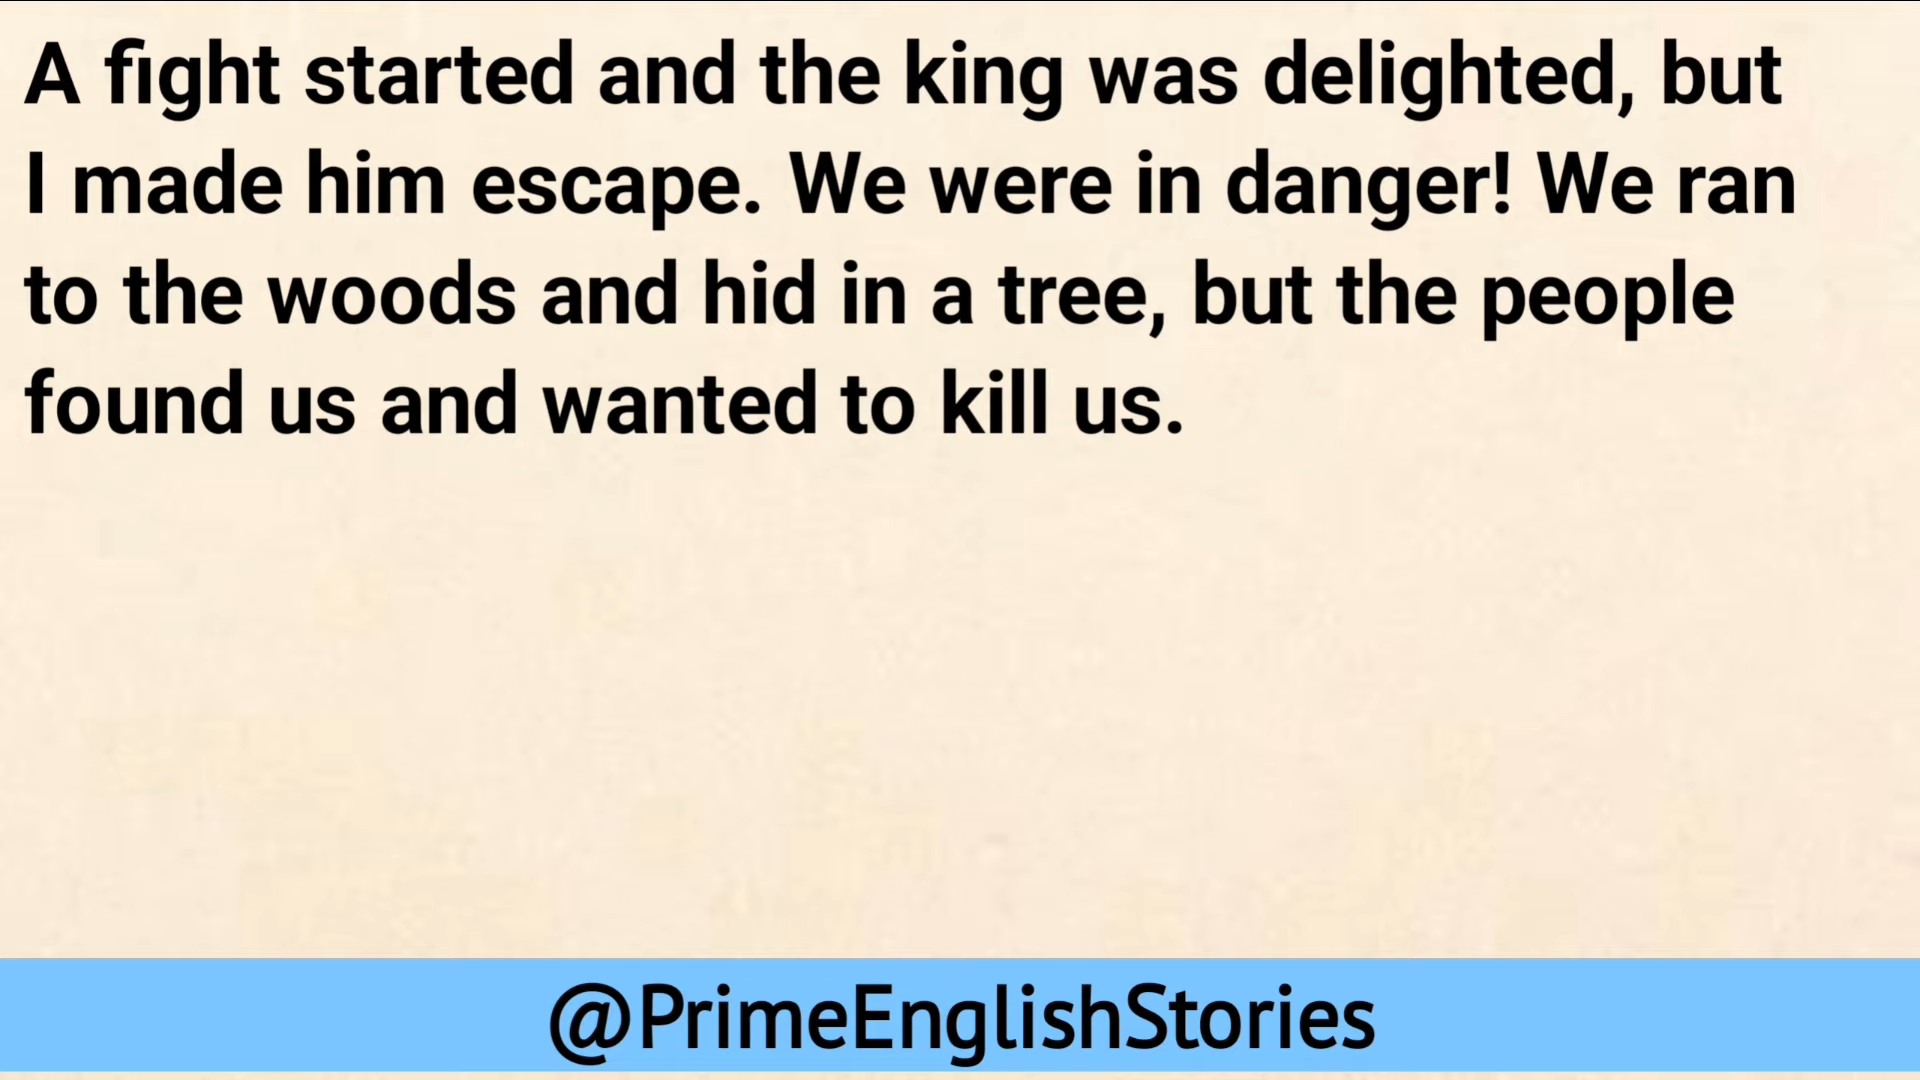 A fight started and the king was delighted, but
I made him escape. We were in danger! We ran
to the woods and hid in a tree, but the people
found us and wanted to kill us.
@PrimeEnglishStories